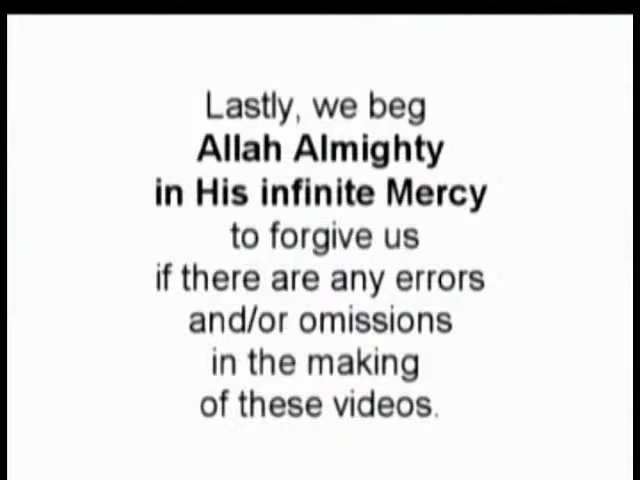 Lastly, we beg
Allah Almighty
in His infinite Mercy
to forgive us
if there are any errors
and/or omissions
in the making
of these videos.